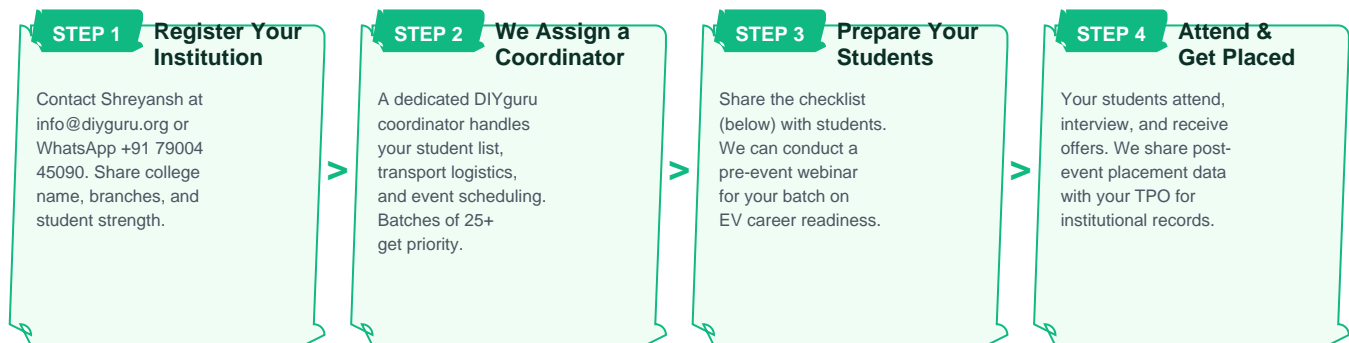 STEP 1
Register Your
Institution
Contact Shreyansh at
info@diyguru.org or
WhatsApp +91 79004
45090. Share college
name, branches, and
student strength.
>
STEP 2
We Assign a
Coordinator
A dedicated DIYguru
coordinator handles
your student list,
transport logistics,
and event scheduling.
Batches of 25+
get priority.
>
STEP 3
Prepare Your
Students
Share the checklist
(below) with students.
We can conduct a
pre-event webinar
for your batch on
EV career readiness.
>
STEP 4
Attend &
Get Placed
Your students attend,
interview, and receive
offers. We share post-
event placement data
with your TPO for
institutional records.